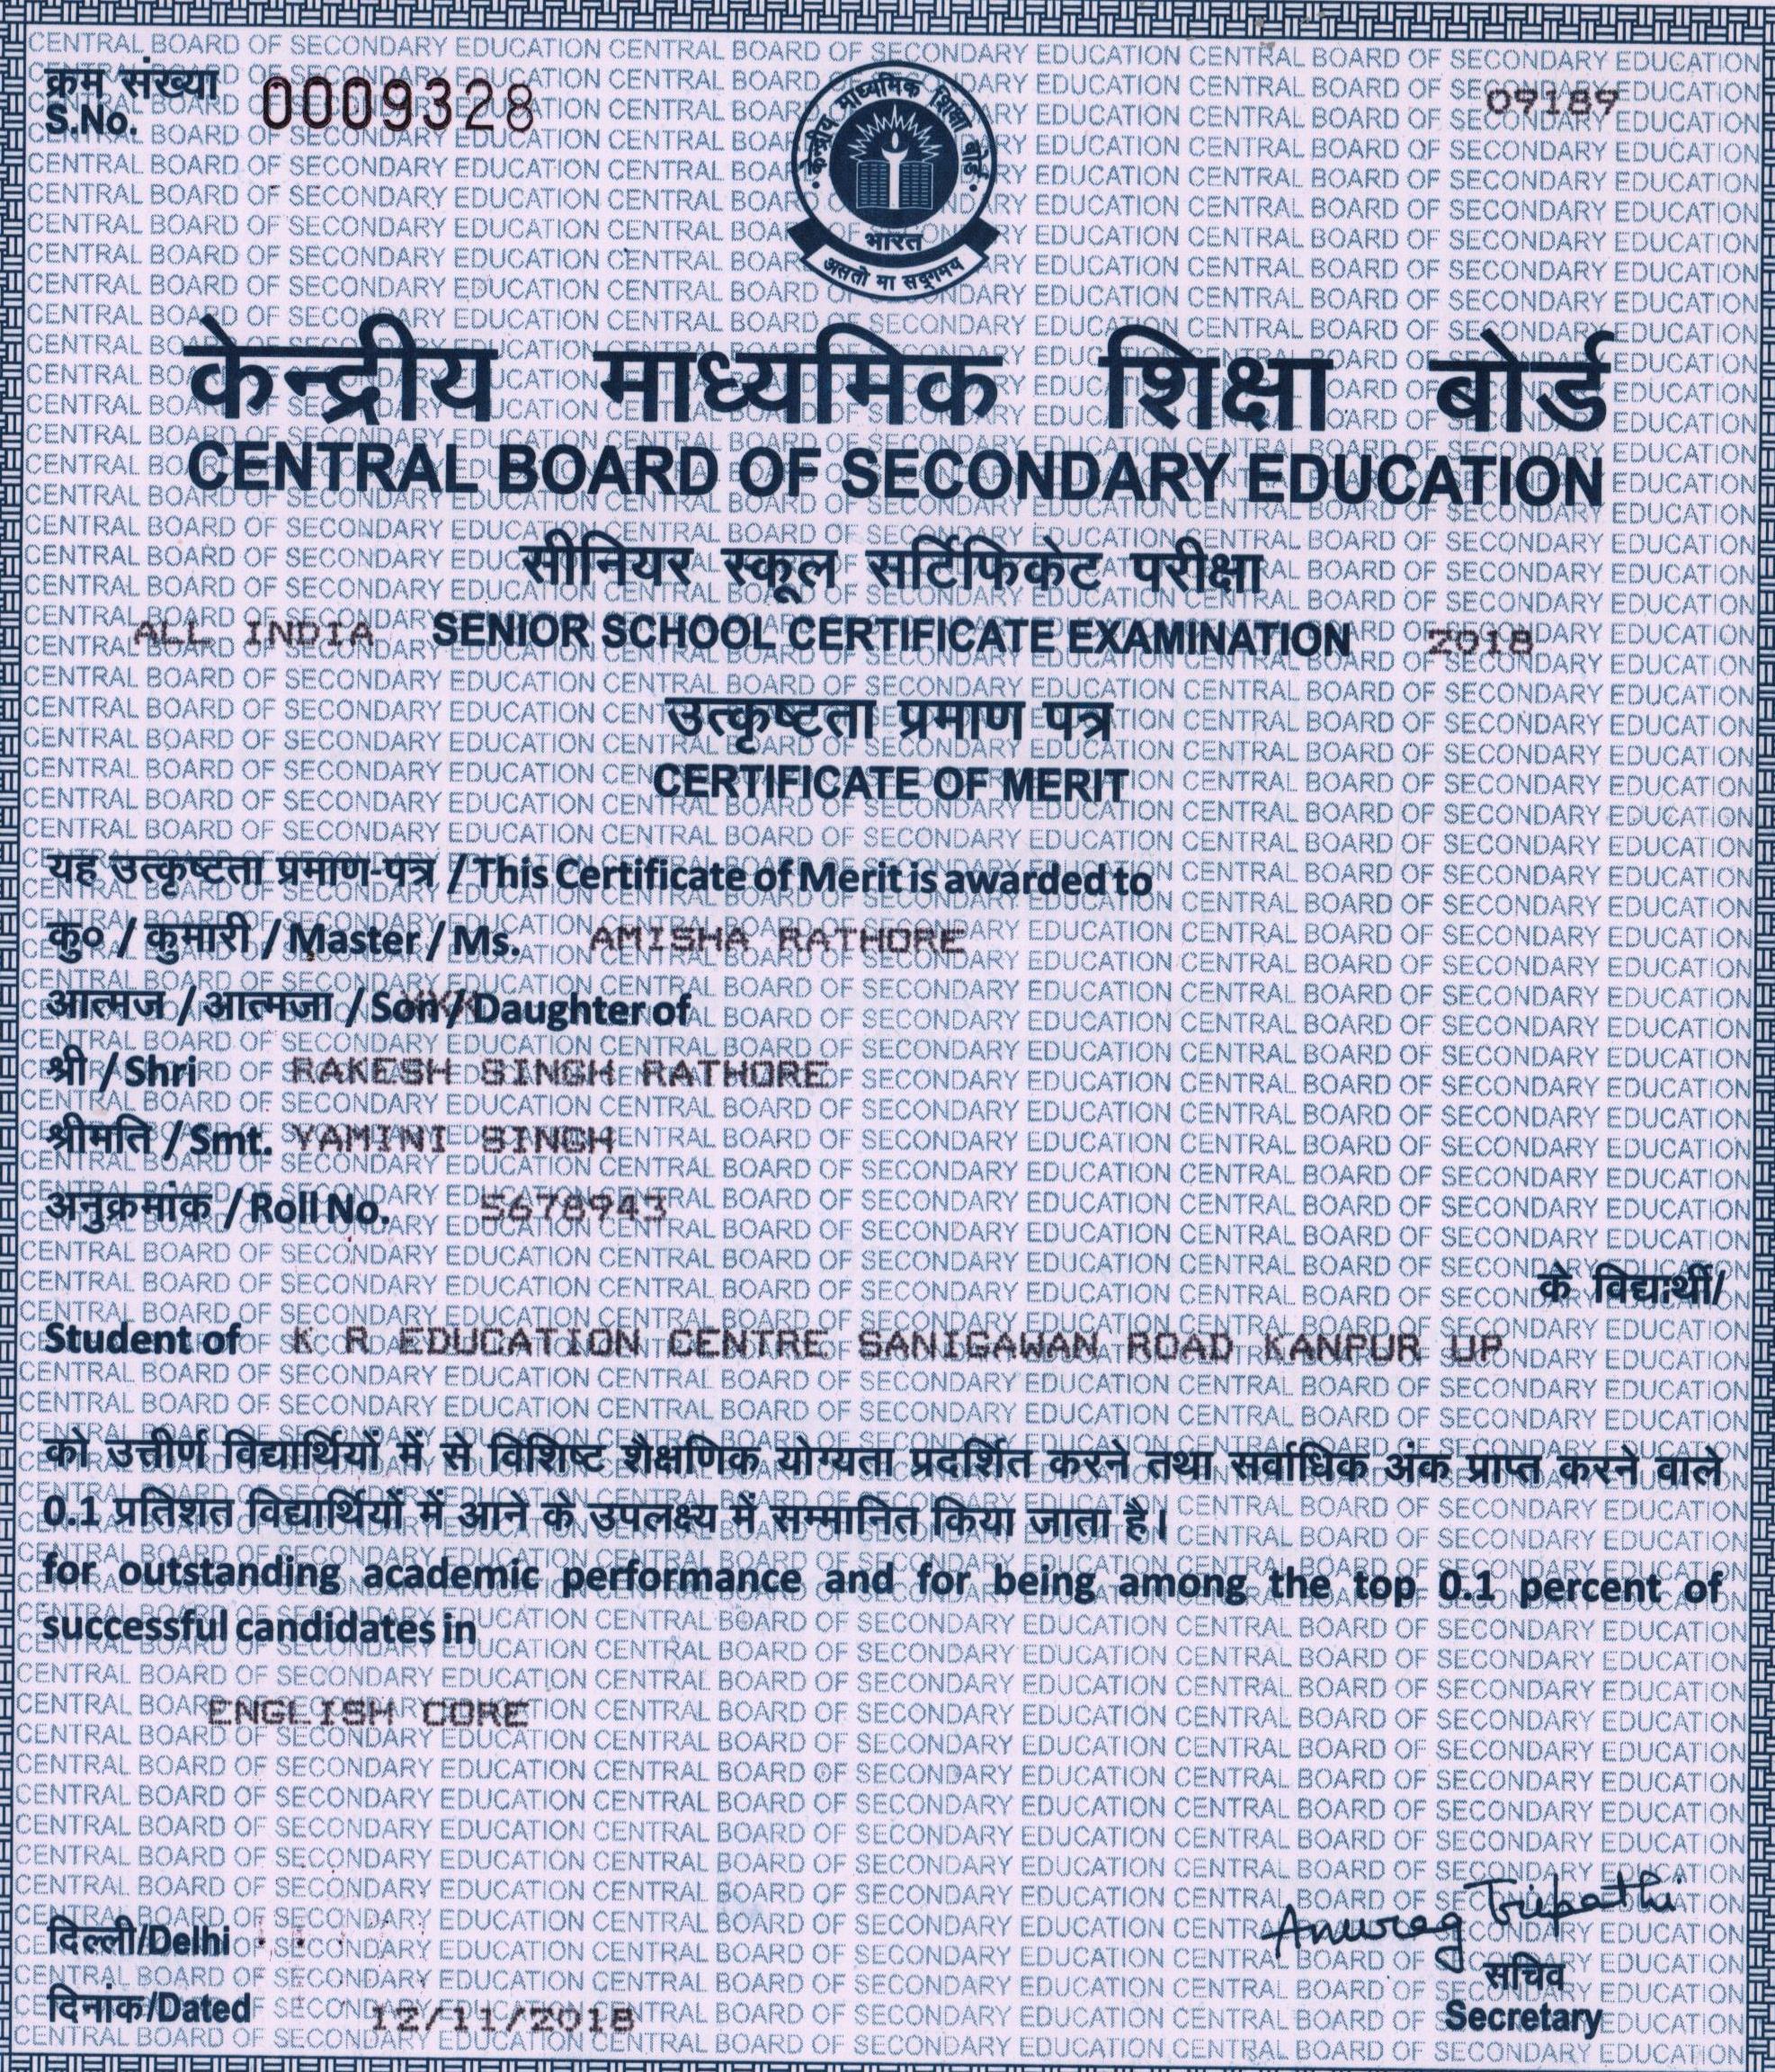 क्रम संख्या
S.No. 0009328
09189
केन्द्रीय माध्यमिक शिक्षा बोर्ड
भारत
असतो मा सद्गमय
केन्द्रीय माध्यमिक शिक्षा बोर्ड
CENTRAL BOARD OF SECONDARY EDUCATION
सीनियर स्कूल सर्टिफिकेट परीक्षा
ALL INDIA SENIOR SCHOOL CERTIFICATE EXAMINATION 2018
उत्कृष्टता प्रमाण पत्र
CERTIFICATE OF MERIT
यह उत्कृष्टता प्रमाण-पत्र / This Certificate of Merit is awarded to
कु० / कुमारी / Master / Ms. AMISHA RATHORE
आत्मज / आत्मजा / Son / Daughter of
श्री / Shri RAKESH SINGH RATHORE
श्रीमति / Smt. YAMINI SINGH
अनुक्रमांक / Roll No. 5678943
के विद्यार्थी/
Student of K R EDUCATION CENTRE SANIGAWAN ROAD KANPUR UP
को उत्तीर्ण विद्यार्थियों में से विशिष्ट शैक्षणिक योग्यता प्रदर्शित करने तथा सर्वाधिक अंक प्राप्त करने वाले
0.1 प्रतिशत विद्यार्थियों में आने के उपलक्ष्य में सम्मानित किया जाता है।
for outstanding academic performance and for being among the top 0.1 percent of
successful candidates in
ENGLISH CORE
दिल्ली/Delhi
Anurag Tripathi
सचिव
दिनांक/Dated 12/11/2018
Secretary